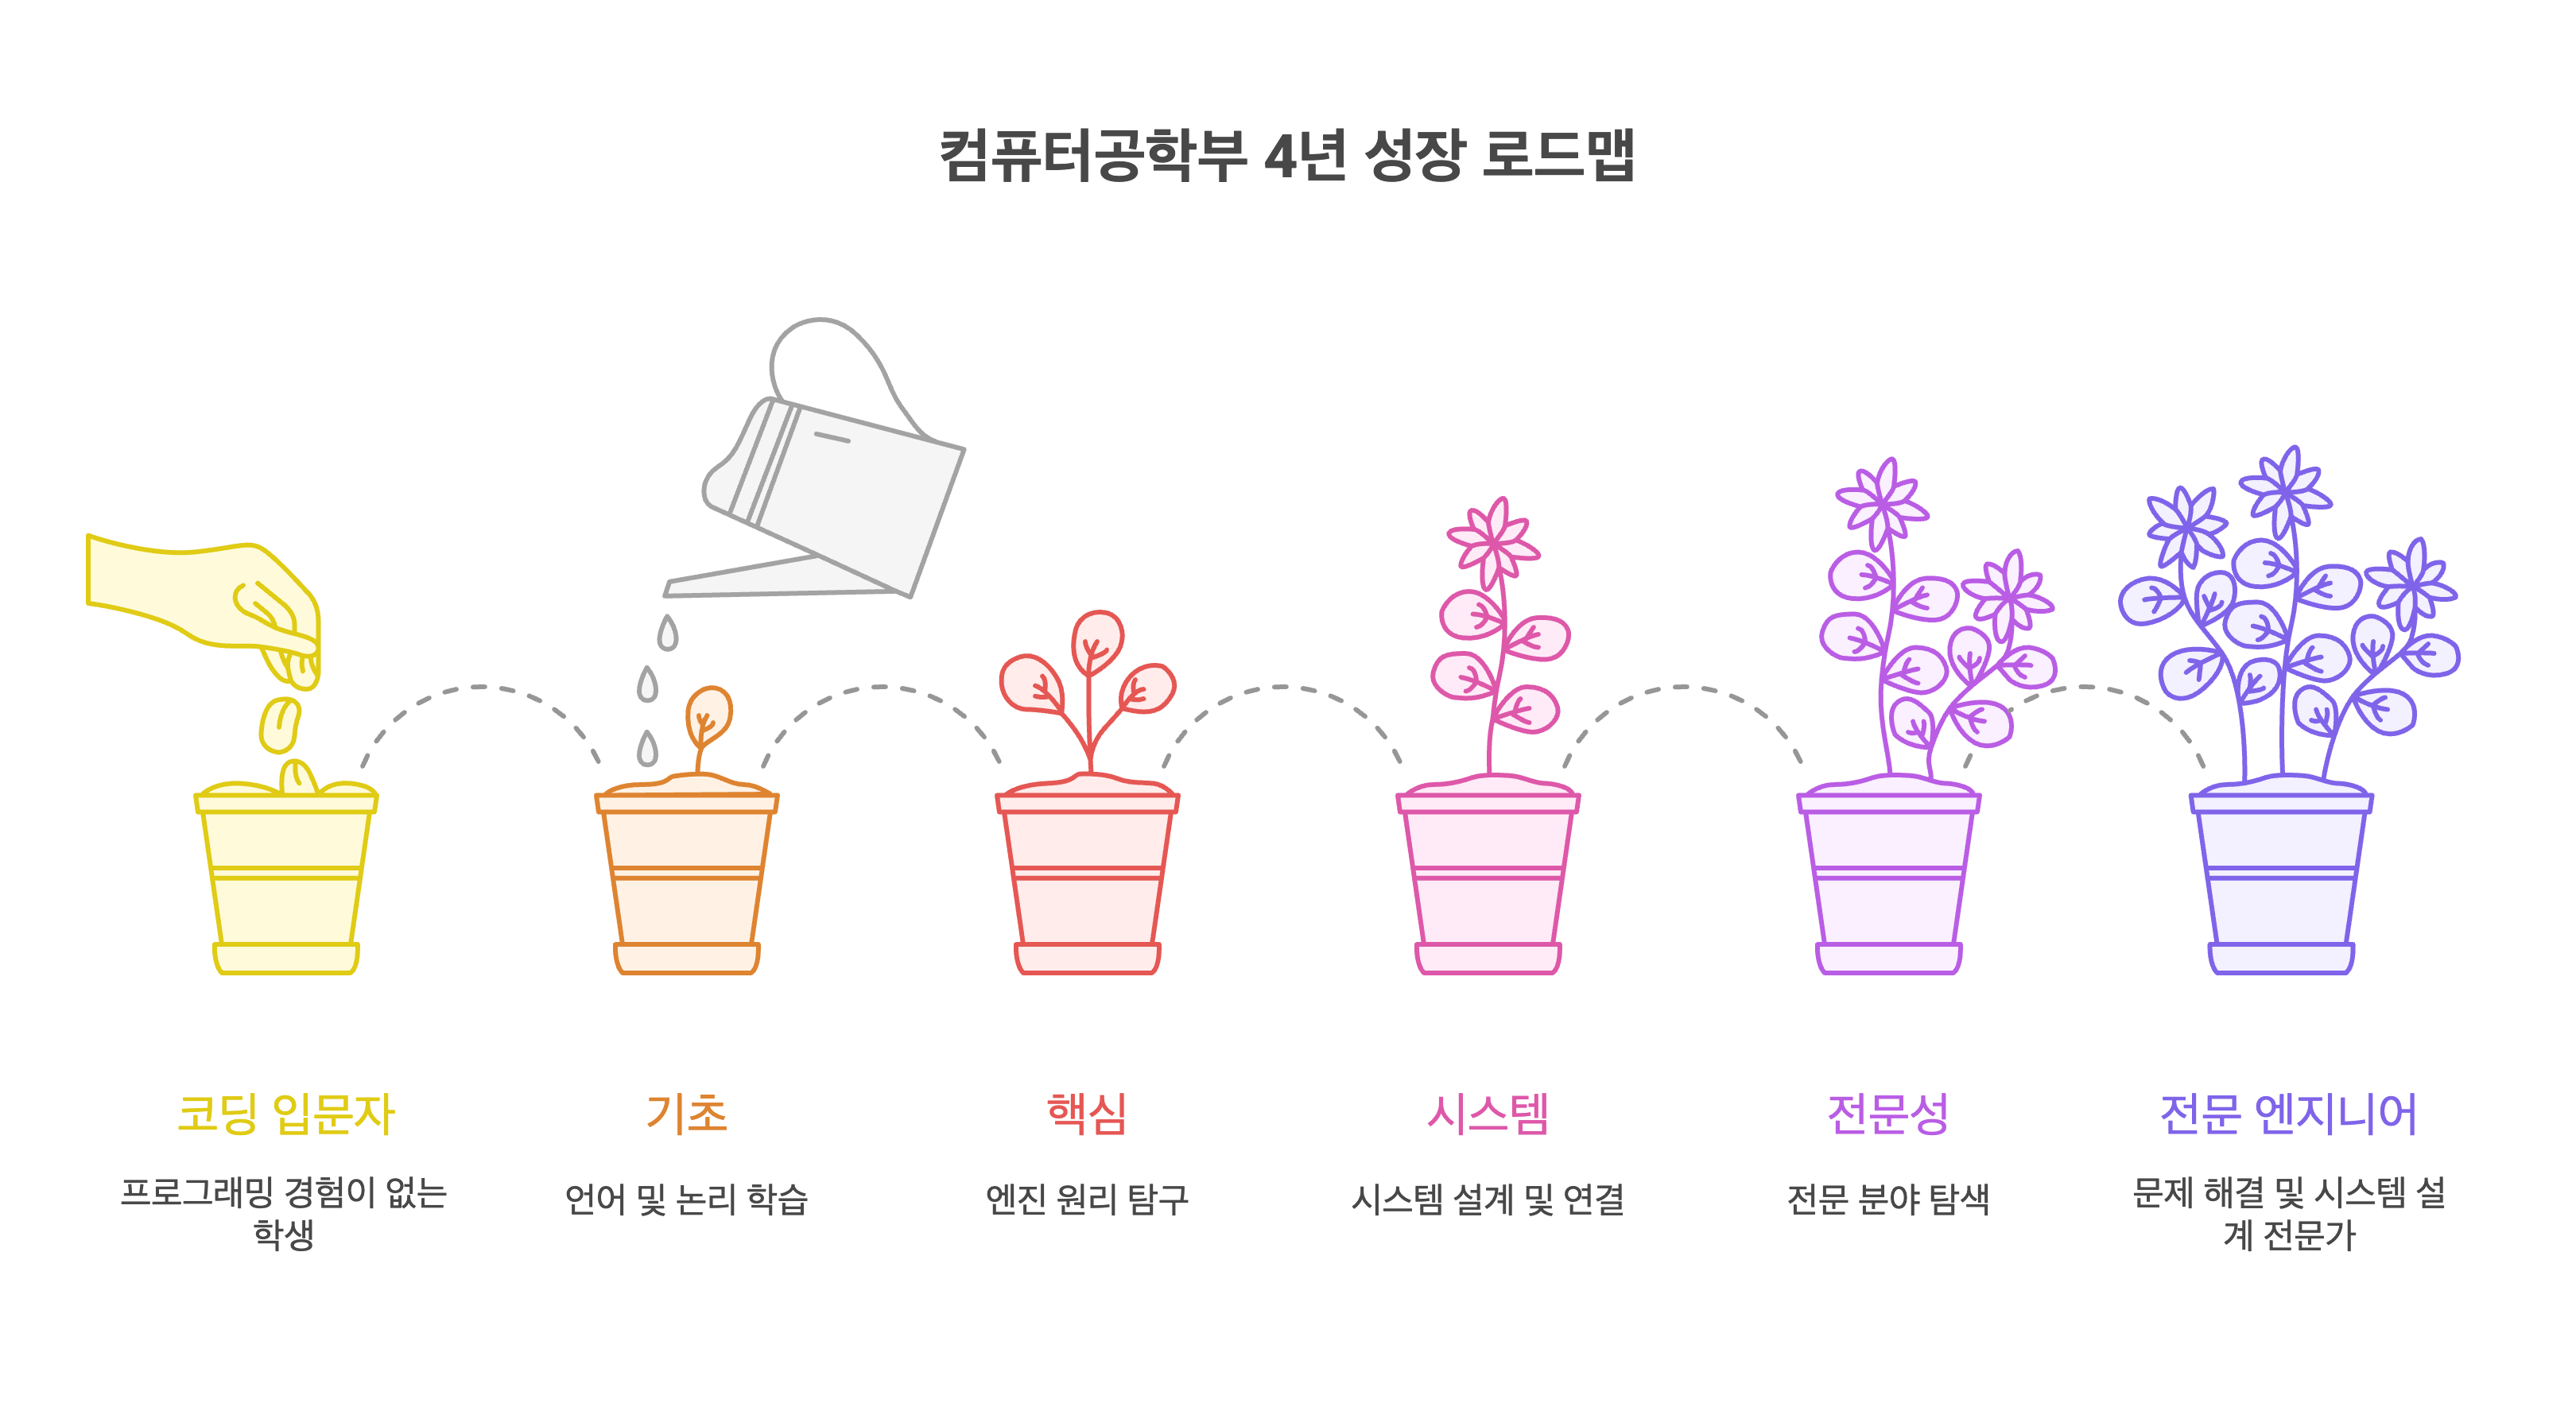 컴퓨터공학부 4년 성장 로드맵
코딩 입문자
프로그래밍 경험이 없는
학생
기초
언어 및 논리 학습
핵심
엔진 원리 탐구
시스템
시스템 설계 및 연결
전문성
전문 분야 탐색
전문 엔지니어
문제 해결 및 시스템 설
계 전문가